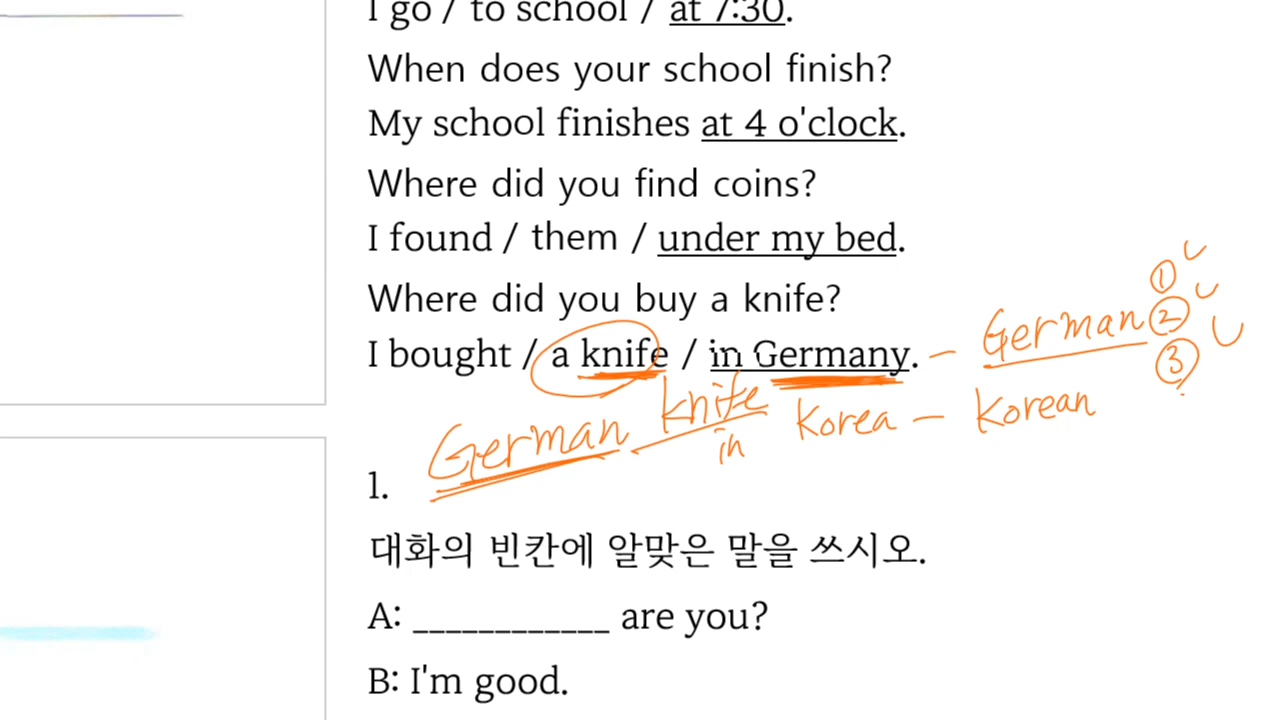 I go / to school / at 7:30.
When does your school finish?
My school finishes at 4 o'clock.
Where did you find coins?
I found / them / under my bed.
Where did you buy a knife?
I bought / a knife / in Germany. – German ① ② ③
German knife in Korea – Korean
1.
대화의 빈칸에 알맞은 말을 쓰시오.
A: ____________ are you?
B: I'm good.